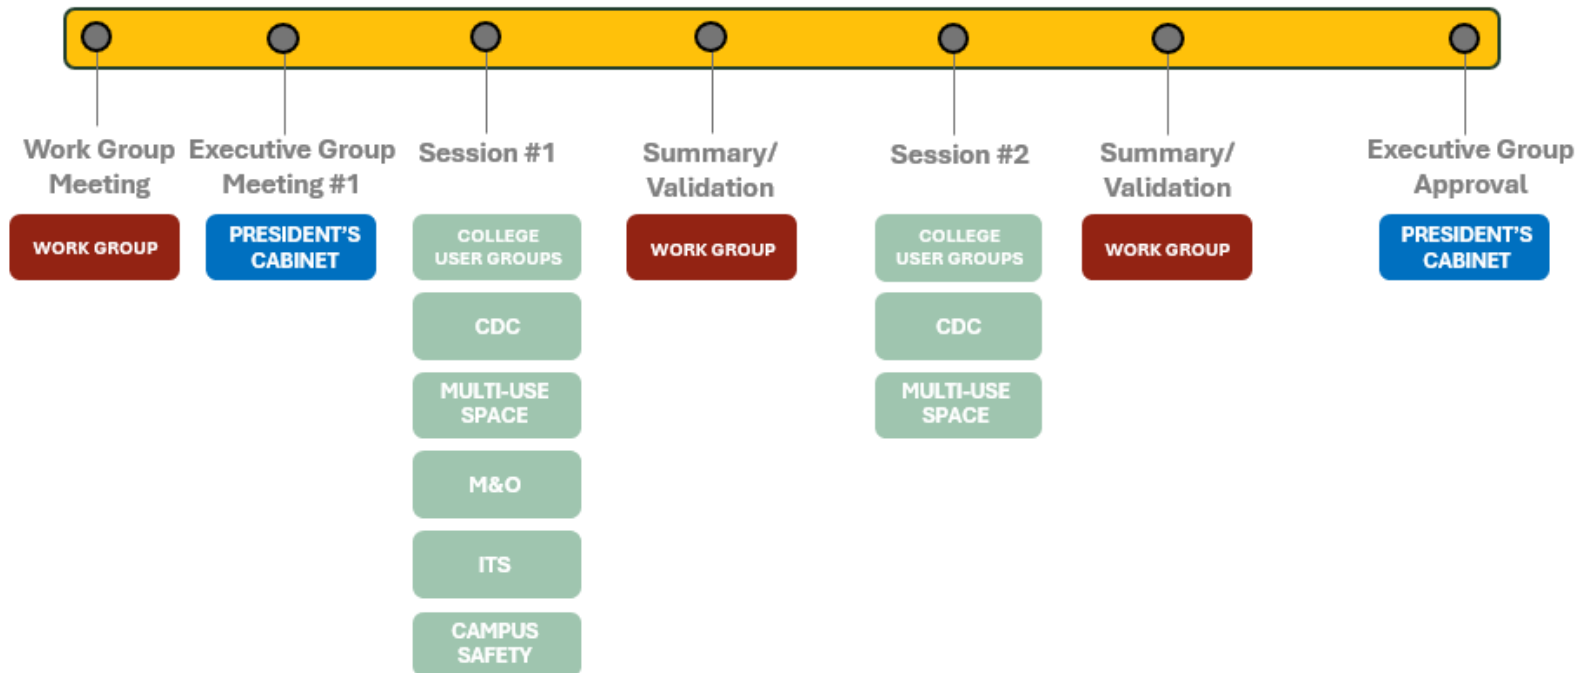 Work Group
Meeting
Executive Group
Meeting #1
Session #1
Summary/
Validation
Session #2
Summary/
Validation
Executive Group
Approval
WORK GROUP
PRESIDENT'S
CABINET
COLLEGE
USER GROUPS
CDC
MULTI-USE
SPACE
M&O
ITS
CAMPUS
SAFETY
WORK GROUP
COLLEGE
USER GROUPS
CDC
MULTI-USE
SPACE
WORK GROUP
PRESIDENT'S
CABINET